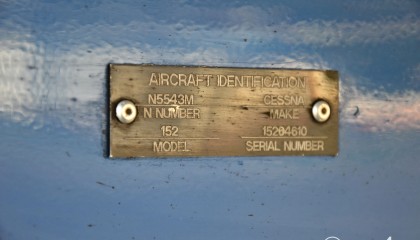 AIRCRAFT IDENTIFICATION
N5543M CESSNA
N NUMBER MAKE
152 15284610
MODEL SERIAL NUMBER